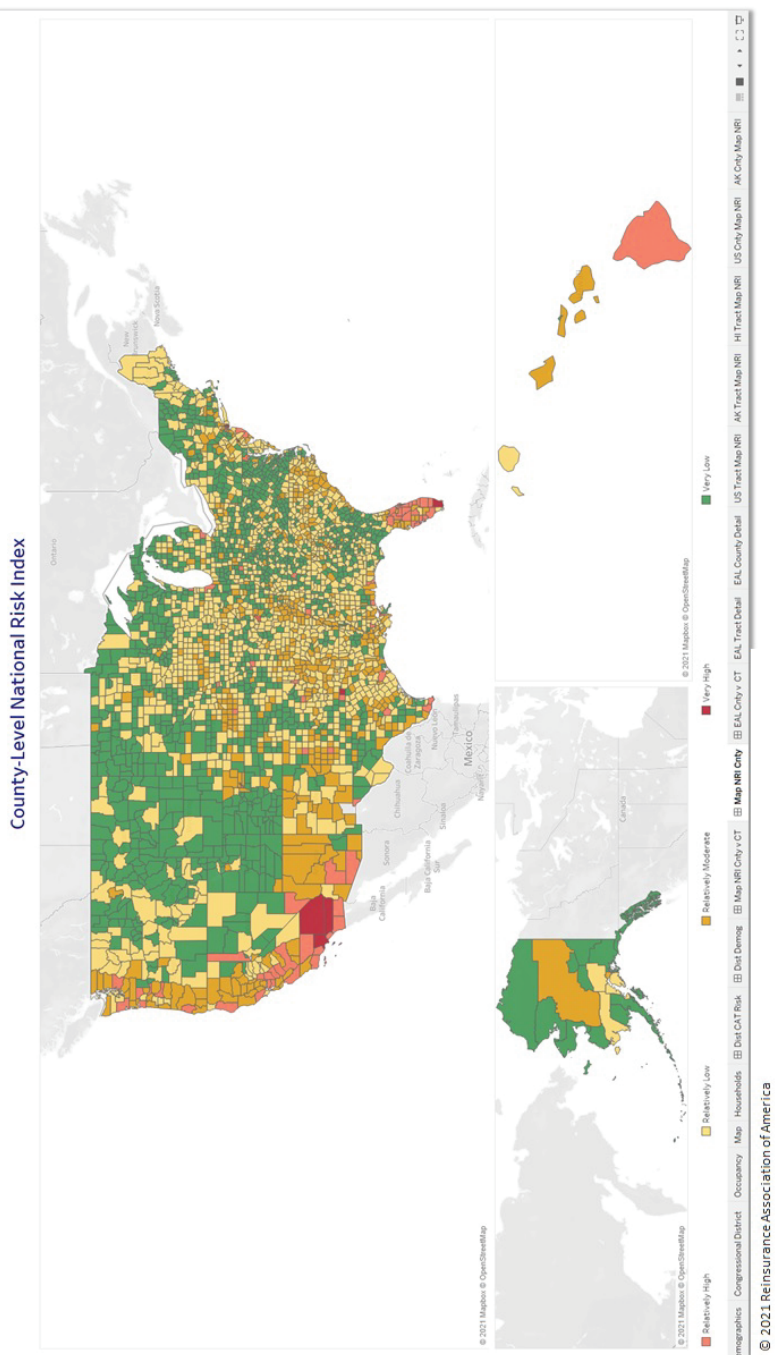 County-Level National Risk Index
Ontario
New
Brunswick
Nova Scotia
Baja
California
Sonora
Chihuahua
Coahuila de
Zaragoza
Nuevo León
Tamaulipas
Baja California
Sur
Sinaloa
Mexico
Nayarit
© 2021 Mapbox © OpenStreetMap
Canada
© 2021 Mapbox © OpenStreetMap
© 2021 Mapbox © OpenStreetMap
Relatively High
Relatively Low
Relatively Moderate
Very High
Very Low
mographics Congressional District Occupancy Map Households Dist CAT Risk Dist Demog Map NRI Cnty v CT Map NRI Cnty EAL Cnty v CT EAL Tract Detail EAL County Detail US Tract Map NRI AK Tract Map NRI HI Tract Map NRI US Cnty Map NRI AK Cnty Map NRI
© 2021 Reinsurance Association of America